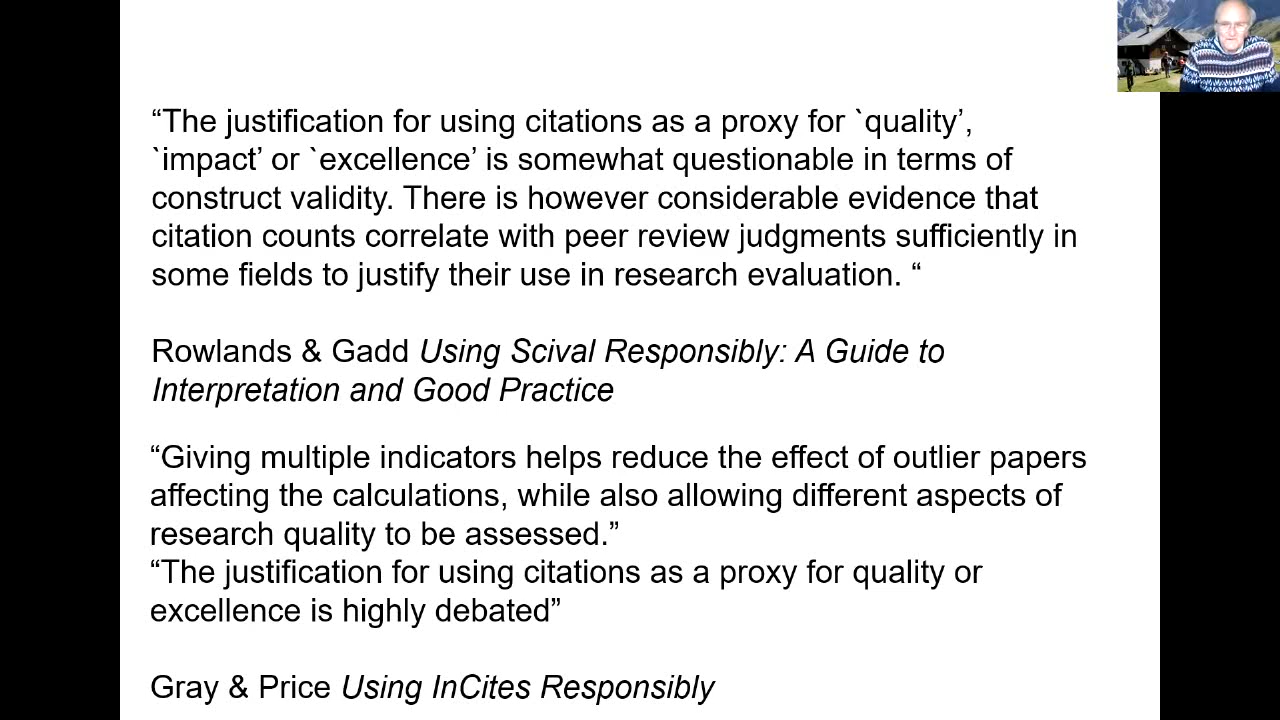 “The justification for using citations as a proxy for `quality’,
`impact’ or `excellence’ is somewhat questionable in terms of
construct validity. There is however considerable evidence that
citation counts correlate with peer review judgments sufficiently in
some fields to justify their use in research evaluation. “
Rowlands & Gadd Using Scival Responsibly: A Guide to
Interpretation and Good Practice
“Giving multiple indicators helps reduce the effect of outlier papers
affecting the calculations, while also allowing different aspects of
research quality to be assessed.”
“The justification for using citations as a proxy for quality or
excellence is highly debated”
Gray & Price Using InCites Responsibly